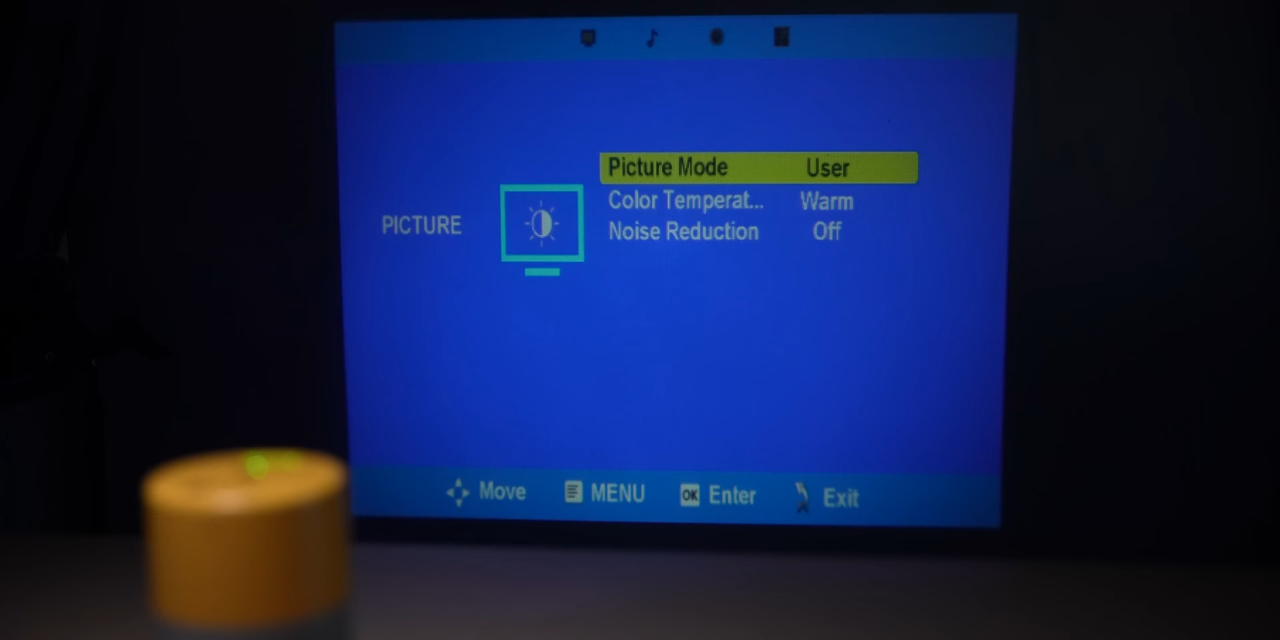 Picture Mode User
Color Temperat... Warm
PICTURE
Noise Reduction Off
Move MENU OK Enter Exit